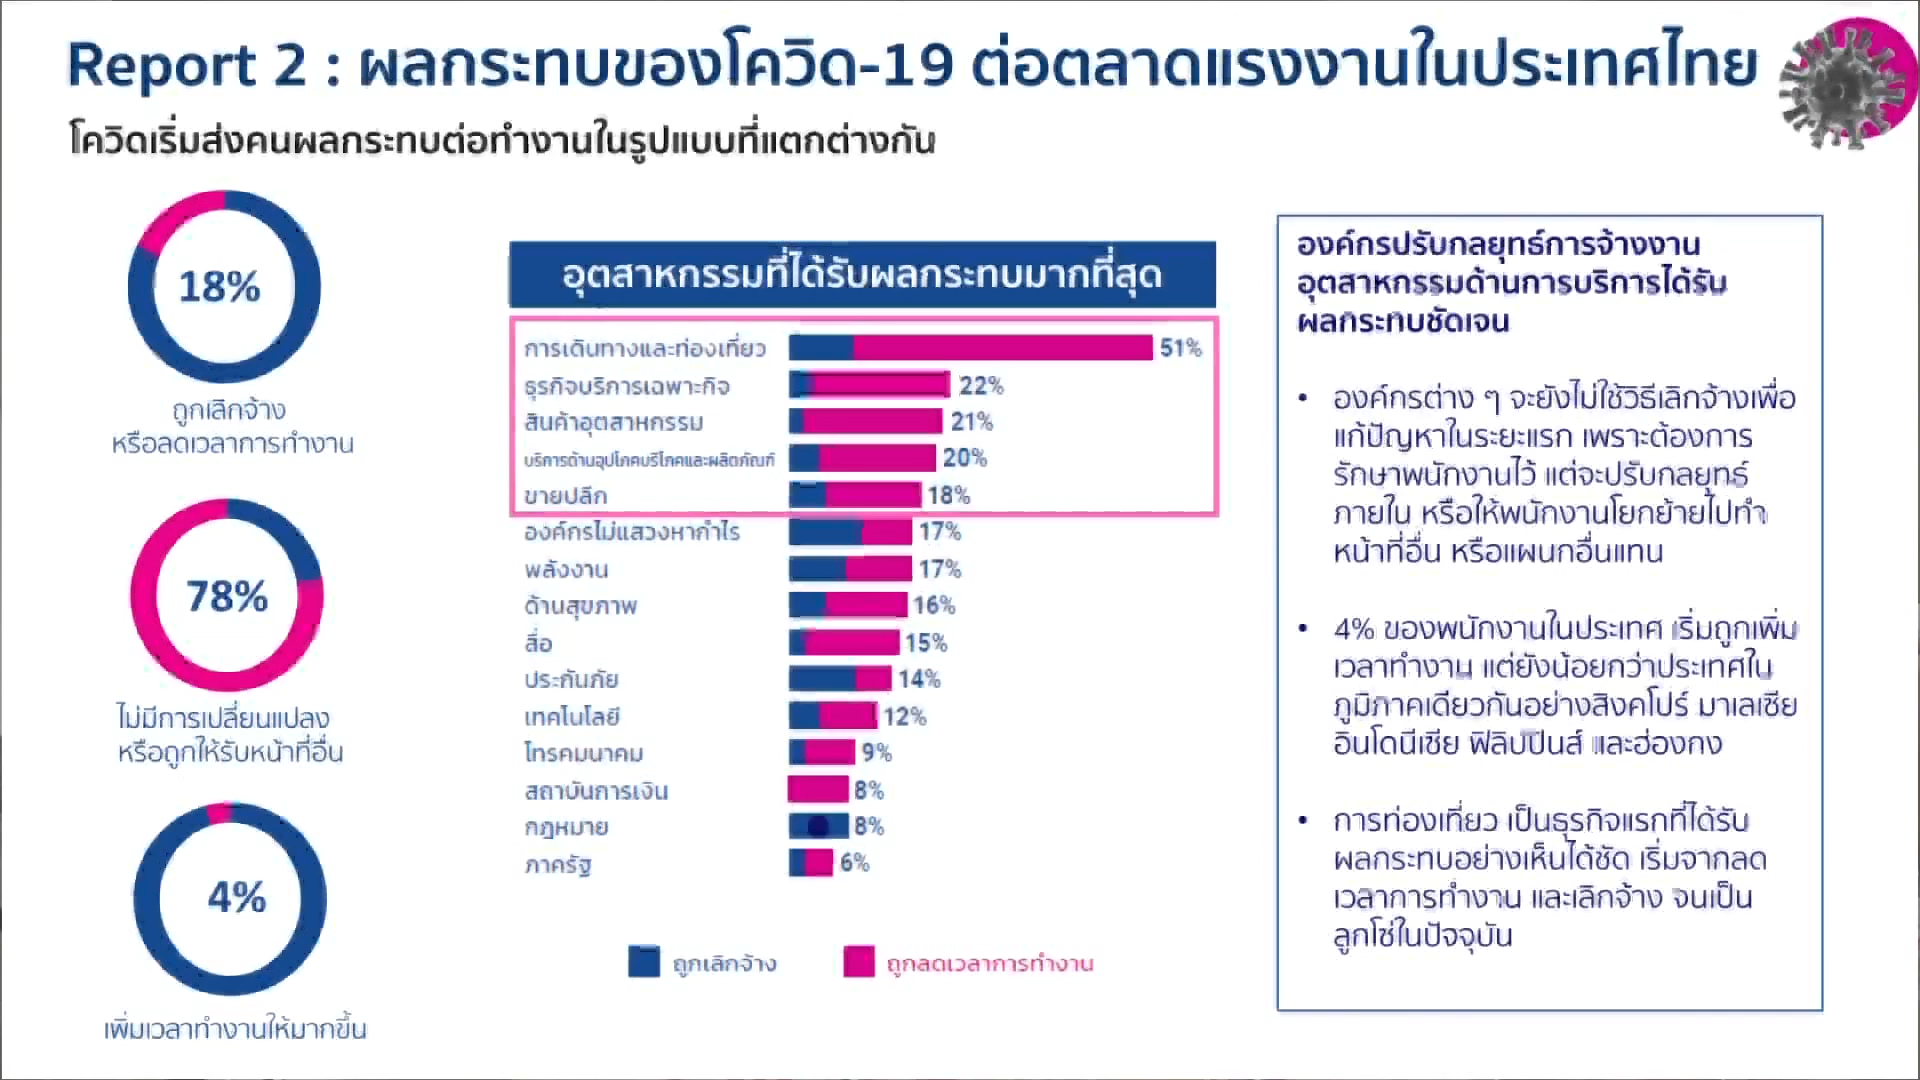 Report 2 : ผลกระทบของโควิด-19 ต่อตลาดแรงงานในประเทศไทย
โควิดเริ่มส่งคนผลกระทบต่อทำงานในรูปแบบที่แตกต่างกัน
18%
ถูกเลิกจ้าง
หรือลดเวลาการทำงาน
78%
ไม่มีการเปลี่ยนแปลง
หรือถูกให้รับหน้าที่อื่น
4%
เพิ่มเวลาทำงานให้มากขึ้น
อุตสาหกรรมที่ได้รับผลกระทบมากที่สุด
การเดินทางและท่องเที่ยว 51%
ธุรกิจบริการเฉพาะกิจ 22%
สินค้าอุตสาหกรรม 21%
บริการด้านอุปโภคบริโภคและผลิตภัณฑ์ 20%
ขายปลีก 18%
องค์กรไม่แสวงหากำไร 17%
พลังงาน 17%
ด้านสุขภาพ 16%
สื่อ 15%
ประกันภัย 14%
เทคโนโลยี 12%
โทรคมนาคม 9%
สถาบันการเงิน 8%
กฎหมาย 8%
ภาครัฐ 6%
ถูกเลิกจ้าง ถูกลดเวลาการทำงาน
องค์กรปรับกลยุทธ์การจ้างงาน
อุตสาหกรรมด้านการบริการได้รับ
ผลกระทบชัดเจน
• องค์กรต่าง ๆ จะยังไม่ใช้วิธีเลิกจ้างเพื่อ
แก้ปัญหาในระยะแรก เพราะต้องการ
รักษาพนักงานไว้ แต่จะปรับกลยุทธ์
ภายใน หรือให้พนักงานโยกย้ายไปทำ
หน้าที่อื่น หรือแผนกอื่นแทน
• 4% ของพนักงานในประเทศ เริ่มถูกเพิ่ม
เวลาทำงาน แต่ยังน้อยกว่าประเทศใน
ภูมิภาคเดียวกันอย่างสิงคโปร์ มาเลเซีย
อินโดนีเซีย ฟิลิปปินส์ และฮ่องกง
• การท่องเที่ยว เป็นธุรกิจแรกที่ได้รับ
ผลกระทบอย่างเห็นได้ชัด เริ่มจากลด
เวลาการทำงาน และเลิกจ้าง จนเป็น
ลูกโซ่ในปัจจุบัน